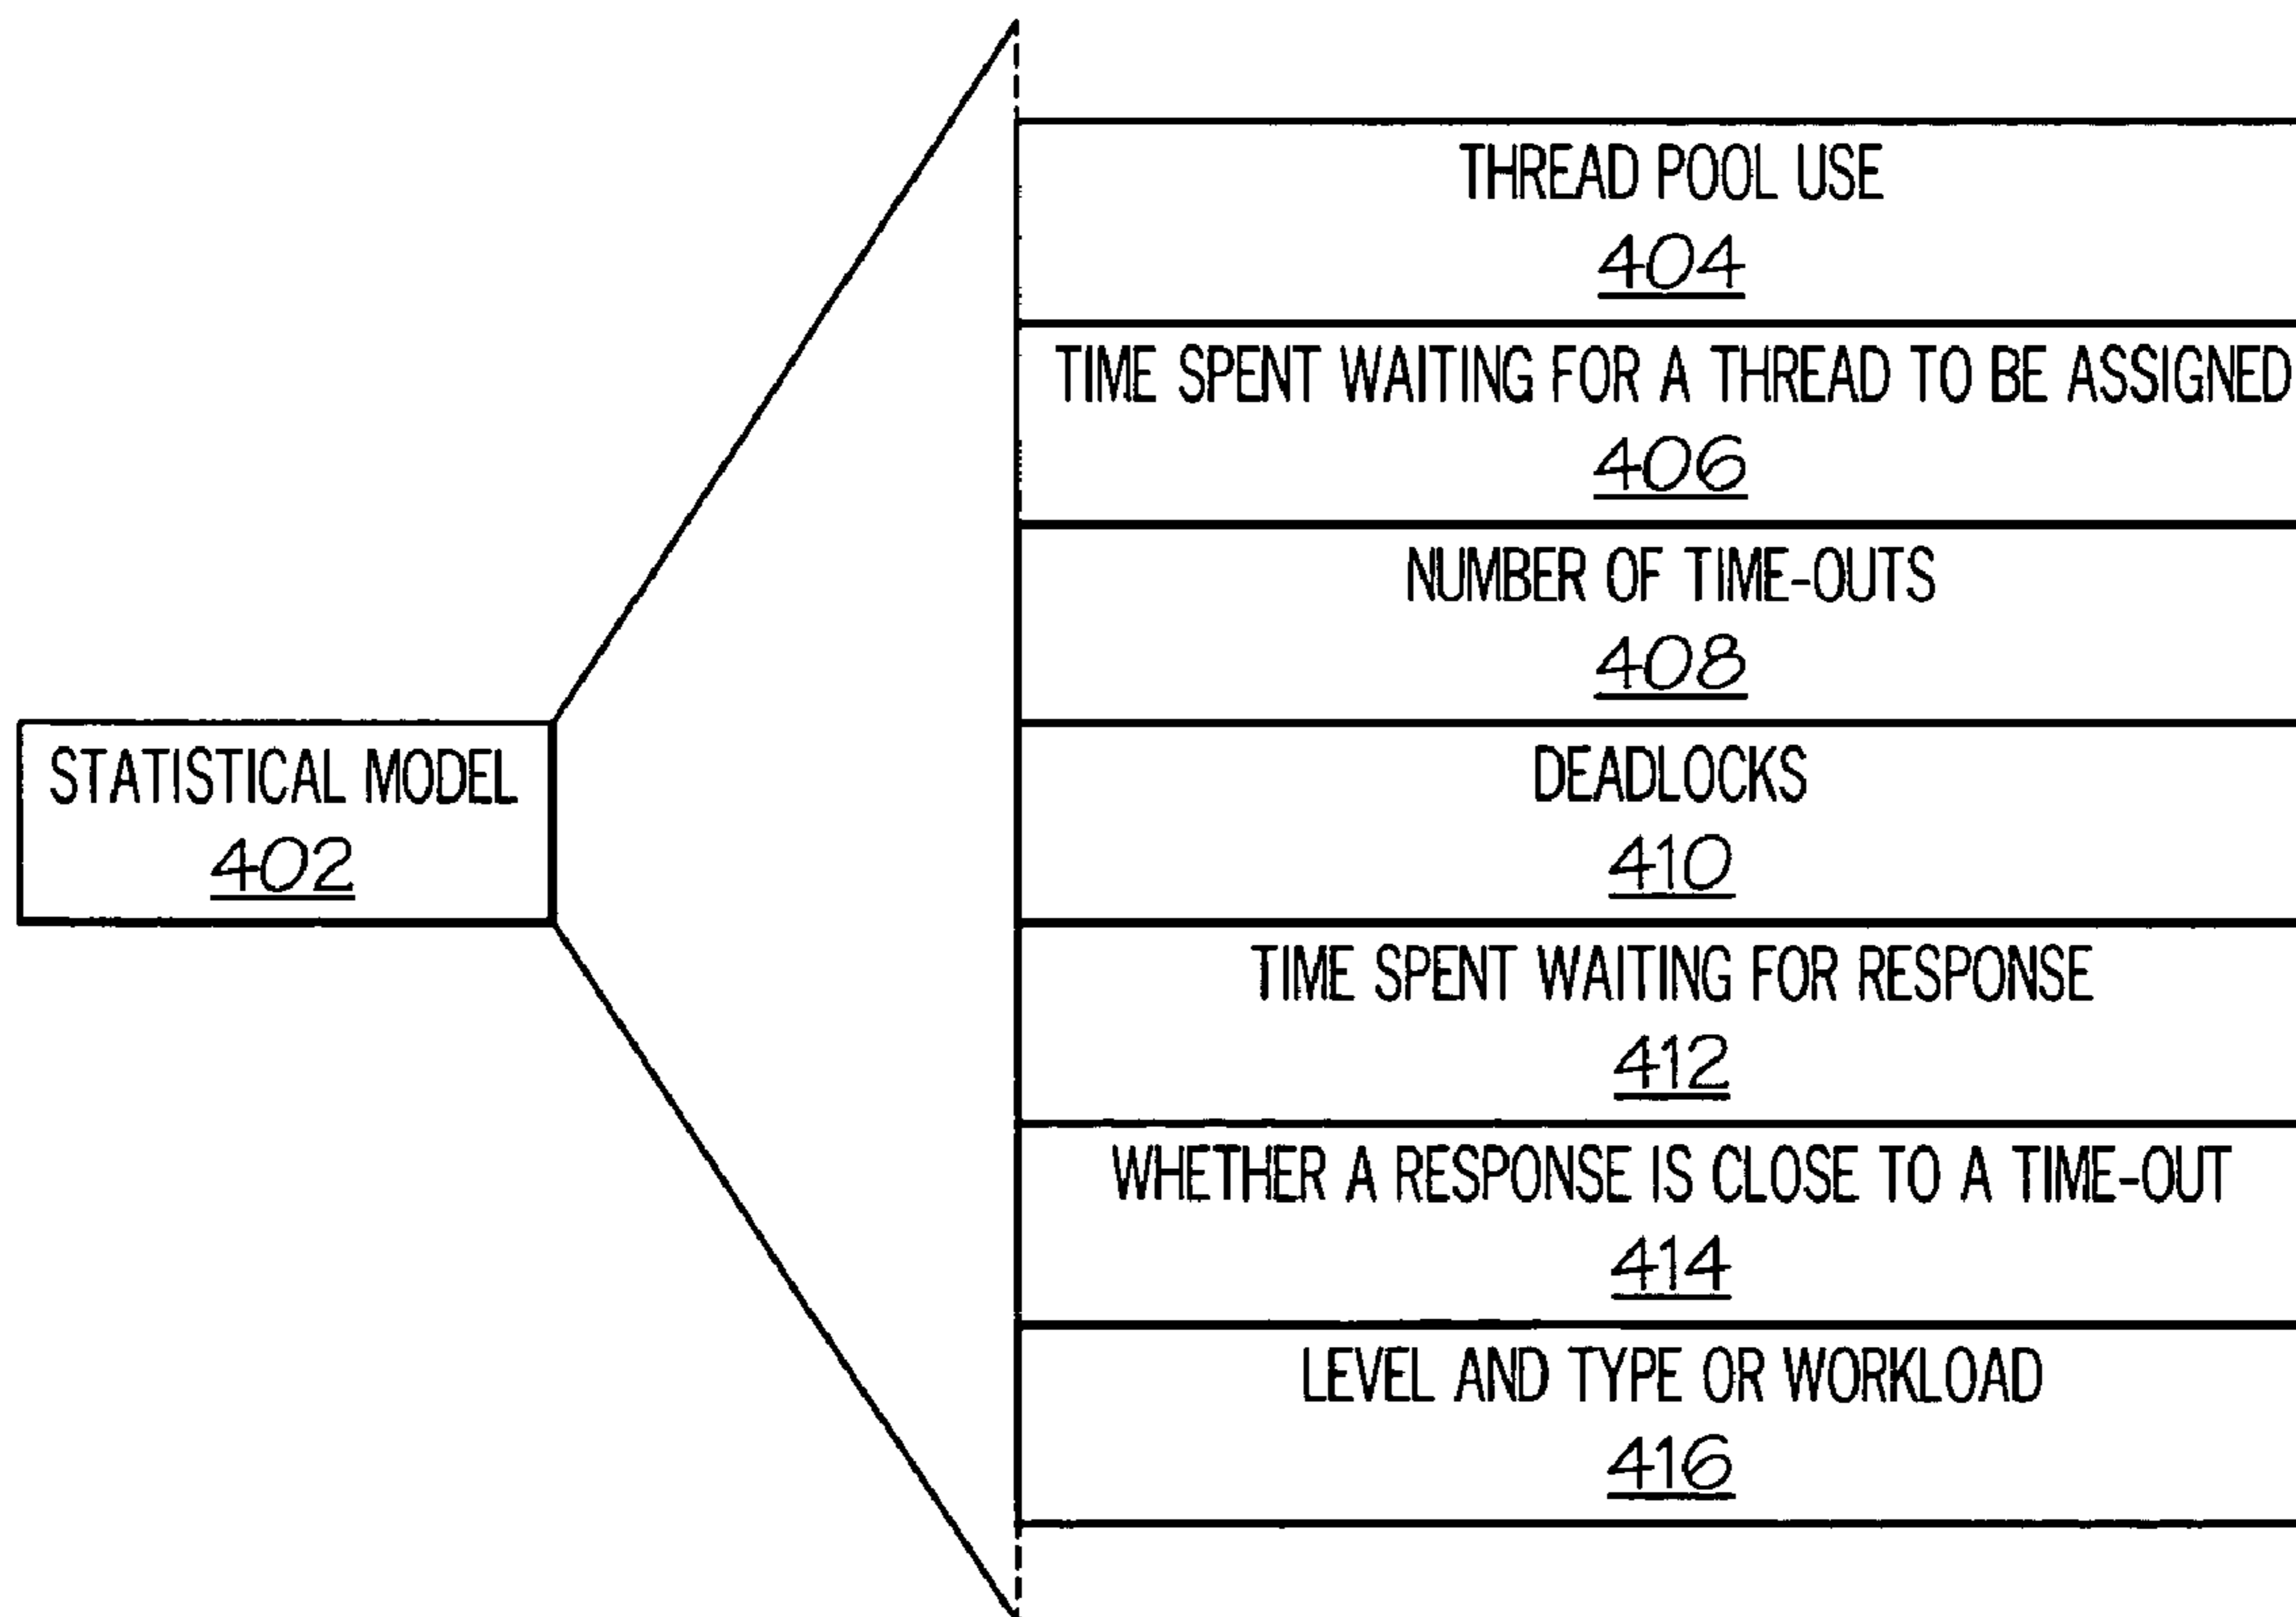 STATISTICAL MODEL
402
THREAD POOL USE
404
TIME SPENT WAITING FOR A THREAD TO BE ASSIGNED
406
NUMBER OF TIME-OUTS
408
DEADLOCKS
410
TIME SPENT WAITING FOR RESPONSE
412
WHETHER A RESPONSE IS CLOSE TO A TIME-OUT
414
LEVEL AND TYPE OR WORKLOAD
416